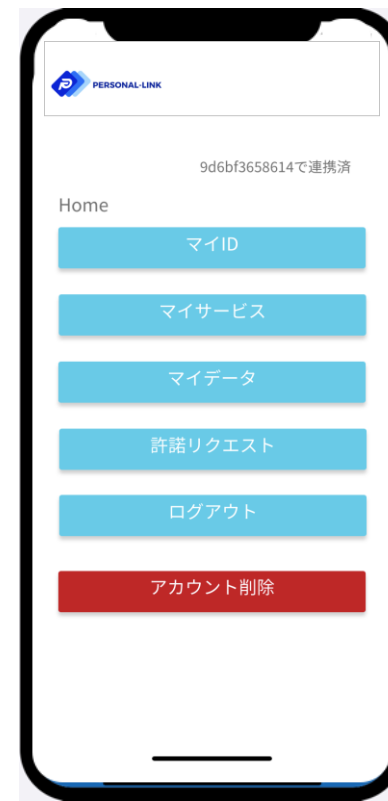 PERSONAL-LINK
9d6bf3658614で連携済
Home
マイID
マイサービス
マイデータ
許諾リクエスト
ログアウト
アカウント削除